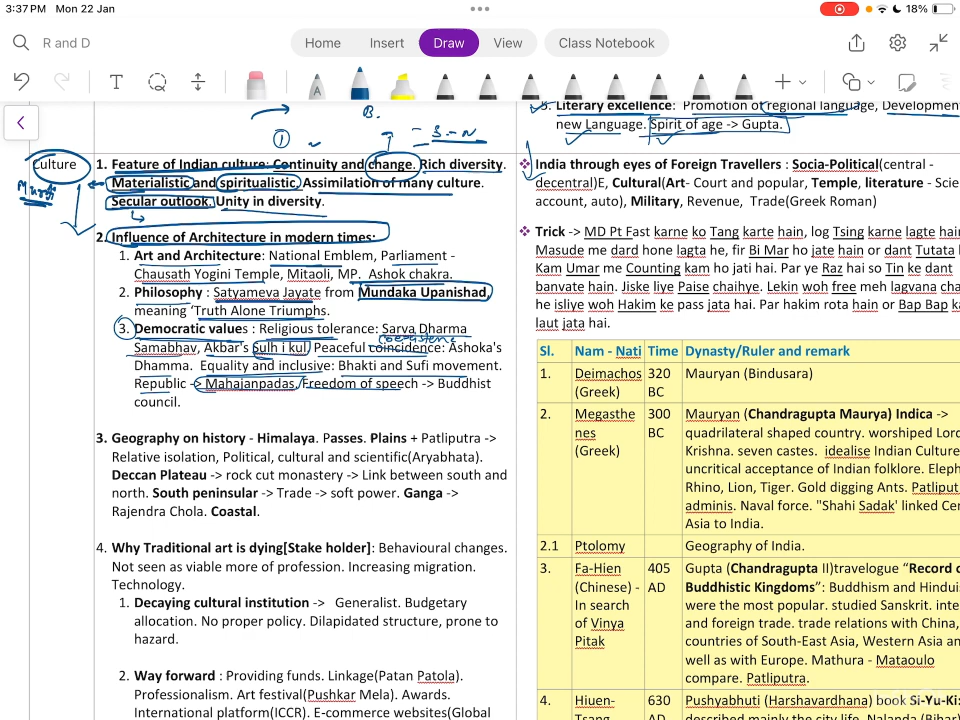 3:37 PM Mon 22 Jan
18%
R and D
Home Insert Draw View Class Notebook
T
A
B.
① S - N
Culture
1. Feature of Indian culture: Continuity and change. Rich diversity.
Materialistic and spiritualistic. Assimilation of many culture.
Secular outlook. Unity in diversity.
2. Influence of Architecture in modern times:
1. Art and Architecture: National Emblem, Parliament -
Chausath Yogini Temple, Mitaoli, MP. Ashok chakra.
2. Philosophy : Satyameva Jayate from Mundaka Upanishad,
meaning 'Truth Alone Triumphs.
3. Democratic values : Religious tolerance: Sarva Dharma
coexistence
Samabhav, Akbar's Sulh i kul/ Peaceful coincidence: Ashoka's
Dhamma. Equality and inclusive: Bhakti and Sufi movement.
Republic -> Mahajanpadas, Freedom of speech -> Buddhist
council.
3. Geography on history - Himalaya. Passes. Plains + Patliputra ->
Relative isolation, Political, cultural and scientific(Aryabhata).
Deccan Plateau -> rock cut monastery -> Link between south and
north. South peninsular -> Trade -> soft power. Ganga ->
Rajendra Chola. Coastal.
4. Why Traditional art is dying[Stake holder]: Behavioural changes.
Not seen as viable more of profession. Increasing migration.
Technology.
1. Decaying cultural institution -> Generalist. Budgetary
allocation. No proper policy. Dilapidated structure, prone to
hazard.
2. Way forward : Providing funds. Linkage(Patan Patola).
Professionalism. Art festival(Pushkar Mela). Awards.
International platform(ICCR). E-commerce websites(Global
5. Literary excellence: Promotion of regional language, Development
new Language. Spirit of age -> Gupta.
❖ India through eyes of Foreign Travellers : Socia-Political(central -
decentral)E, Cultural(Art- Court and popular, Temple, literature - Scie
account, auto), Military, Revenue, Trade(Greek Roman)
❖ Trick -> MD Pt Fast karne ko Tang karte hain, log Tsing karne lagte hain
Masude me dard hone lagta he, fir Bi Mar ho jate hain or dant Tutata
Kam Umar me Counting kam ho jati hai. Par ye Raz hai so Tin ke dant
banvate hain. Jiske liye Paise chaihye. Lekin woh free meh lagvana cha
he isliye woh Hakim ke pass jata hai. Par hakim rota hain or Bap Bap ka
laut jata hai.
Sl. Nam - Nati Time Dynasty/Ruler and remark
1. Deimachos 320 Mauryan (Bindusara)
(Greek) BC
2. Megasthe 300 Mauryan (Chandragupta Maurya) Indica ->
nes BC quadrilateral shaped country. worshiped Lord
(Greek) Krishna. seven castes. idealise Indian Culture
uncritical acceptance of Indian folklore. Eleph
Rhino, Lion, Tiger. Gold digging Ants. Patliput
adminis. Naval force. "Shahi Sadak' linked Cen
Asia to India.
2.1 Ptolomy Geography of India.
3. Fa-Hien 405 Gupta (Chandragupta II)travelogue "Record o
(Chinese) - AD Buddhistic Kingdoms": Buddhism and Hinduis
In search were the most popular. studied Sanskrit. inte
of Vinya and foreign trade. trade relations with China,
Pitak countries of South-East Asia, Western Asia an
well as with Europe. Mathura - Mataoulo
compare. Patliputra.
4. Hiuen- 630 Pushyabhuti (Harshavardhana) book Si-Yu-Ki:
Tsang AD described mainly the city life. Nalanda (Bihar)